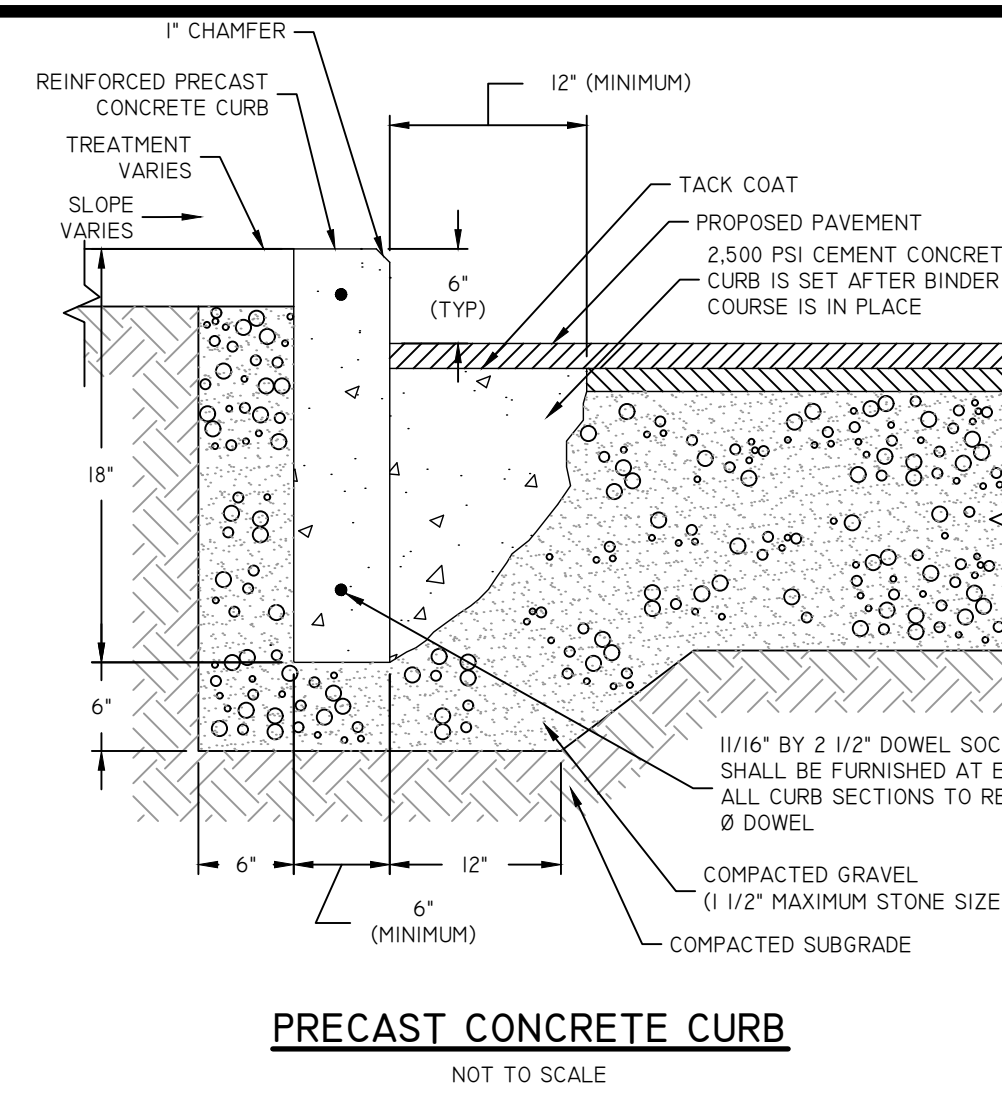 1" CHAMFER
REINFORCED PRECAST
CONCRETE CURB
TREATMENT
VARIES
SLOPE
VARIES
12" (MINIMUM)
TACK COAT
PROPOSED PAVEMENT
2,500 PSI CEMENT CONCRET
CURB IS SET AFTER BINDER
COURSE IS IN PLACE
6"
(TYP)
18"
6"
11/16" BY 2 1/2" DOWEL SOC
SHALL BE FURNISHED AT E
ALL CURB SECTIONS TO RE
Ø DOWEL
6"
12"
6"
(MINIMUM)
COMPACTED GRAVEL
(1 1/2" MAXIMUM STONE SIZE
COMPACTED SUBGRADE
PRECAST CONCRETE CURB
NOT TO SCALE